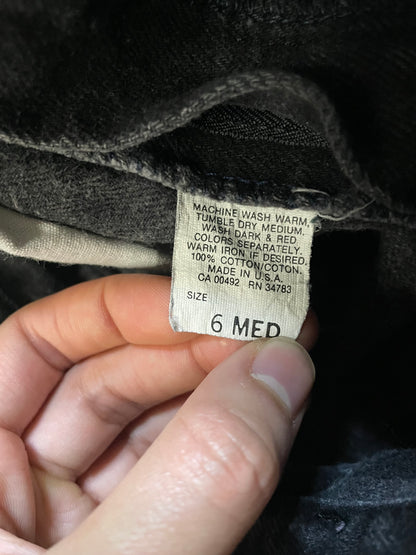 MACHINE WASH WARM.
TUMBLE DRY MEDIUM.
WASH DARK & RED
COLORS SEPARATELY.
WARM IRON IF DESIRED.
100% COTTON/COTON.
MADE IN U.S.A.
CA 00492 RN 34783
SIZE
6 MED